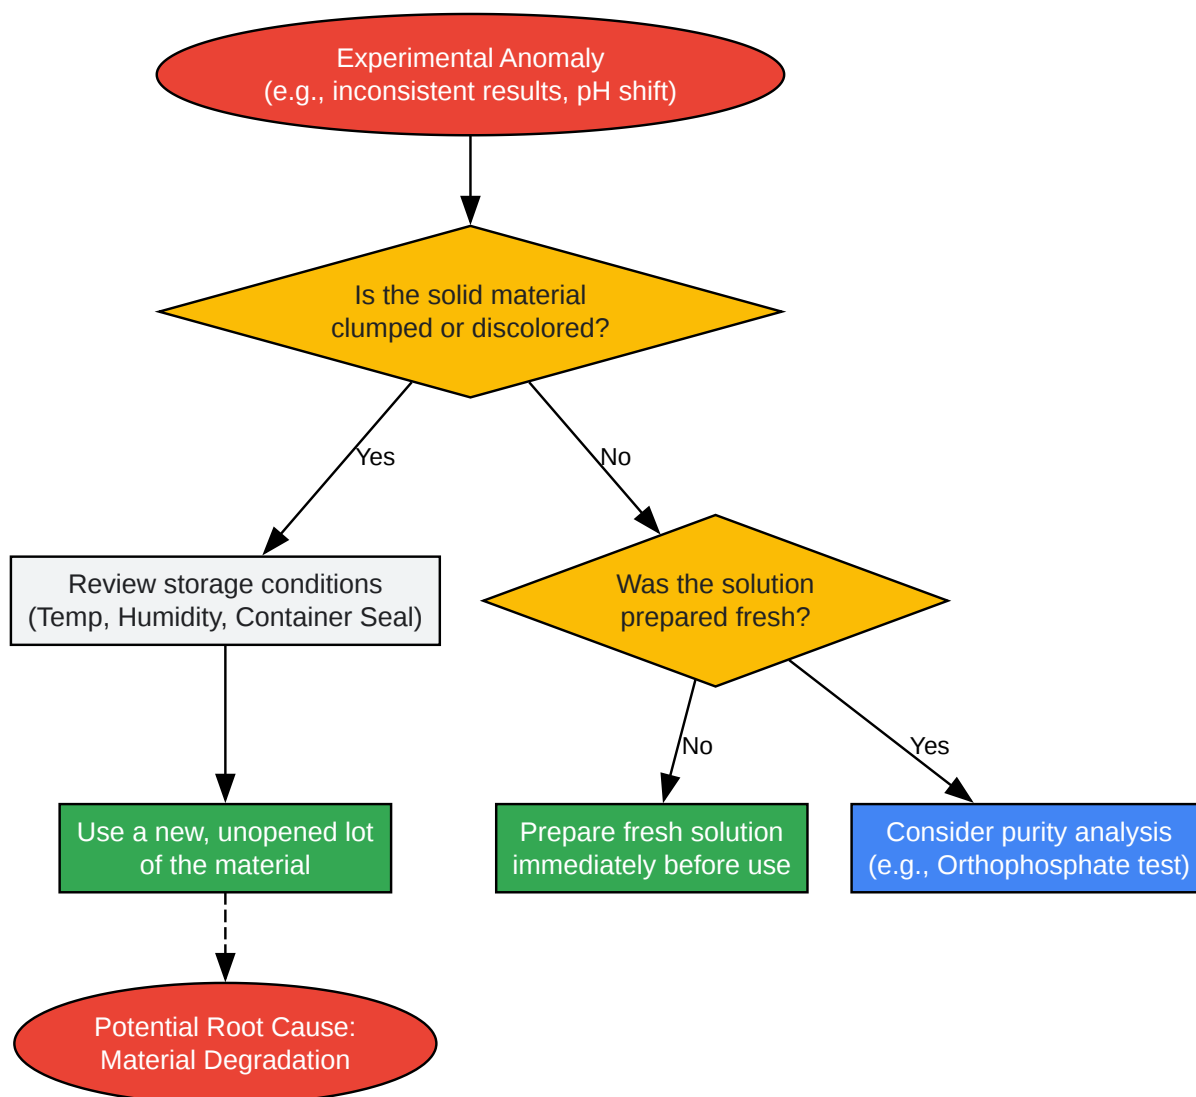 Experimental Anomaly
(e.g., inconsistent results, pH shift)
Is the solid material
clumped or discolored?
Yes
No
Review storage conditions
(Temp, Humidity, Container Seal)
Was the solution
prepared fresh?
No
Yes
Use a new, unopened lot
of the material
Prepare fresh solution
immediately before use
Consider purity analysis
(e.g., Orthophosphate test)
Potential Root Cause:
Material Degradation